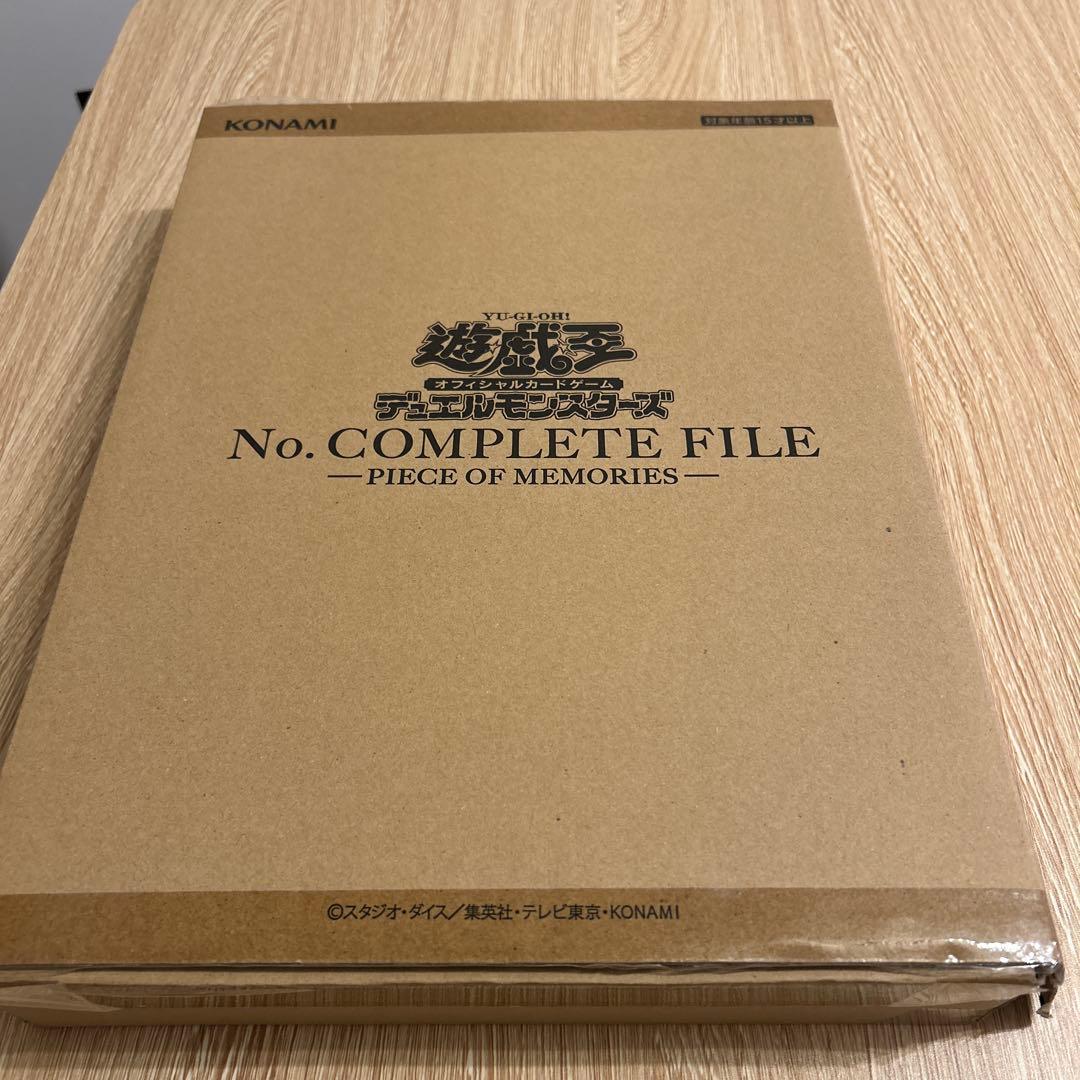 KONAMI
対象年齢15才以上
YU-GI-OH!
遊戯王
オフィシャルカードゲーム
デュエルモンスターズ
No. COMPLETE FILE
—PIECE OF MEMORIES—
©スタジオ・ダイス/集英社・テレビ東京・KONAMI